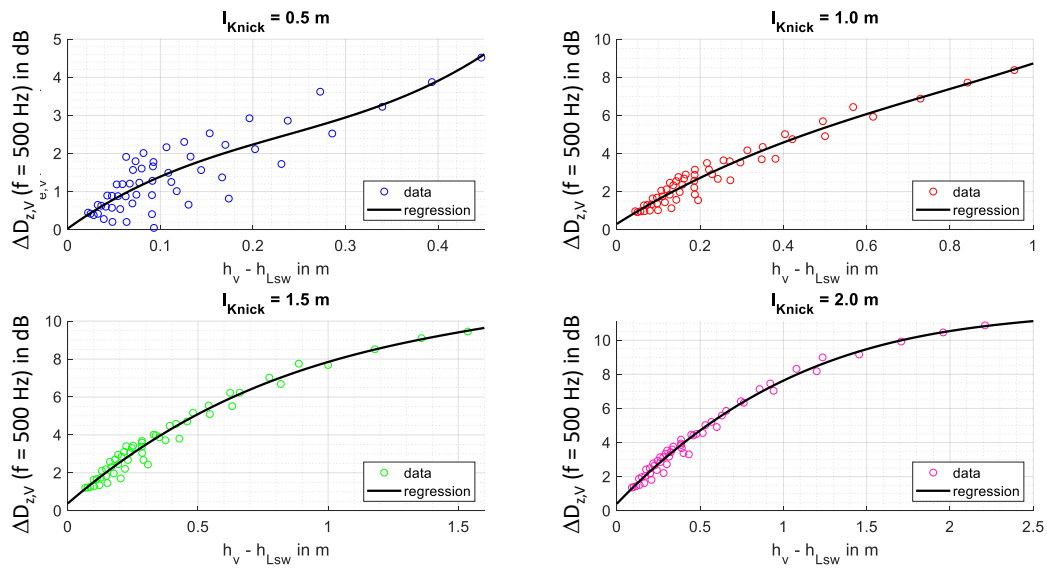 I_Knick = 0.5 m
ΔD_z,V (f = 500 Hz) in dB
e,v
5
4
3
2
1
0
data
regression
0 0.1 0.2 0.3 0.4
h_v - h_Lsw in m
I_Knick = 1.0 m
ΔD_z,V (f = 500 Hz) in dB
10
8
6
4
2
0
data
regression
0 0.2 0.4 0.6 0.8 1
h_v - h_Lsw in m
I_Knick = 1.5 m
ΔD_z,V (f = 500 Hz) in dB
10
8
6
4
2
0
data
regression
0 0.5 1 1.5
h_v - h_Lsw in m
I_Knick = 2.0 m
ΔD_z,V (f = 500 Hz) in dB
10
8
6
4
2
0
data
regression
0 0.5 1 1.5 2 2.5
h_v - h_Lsw in m